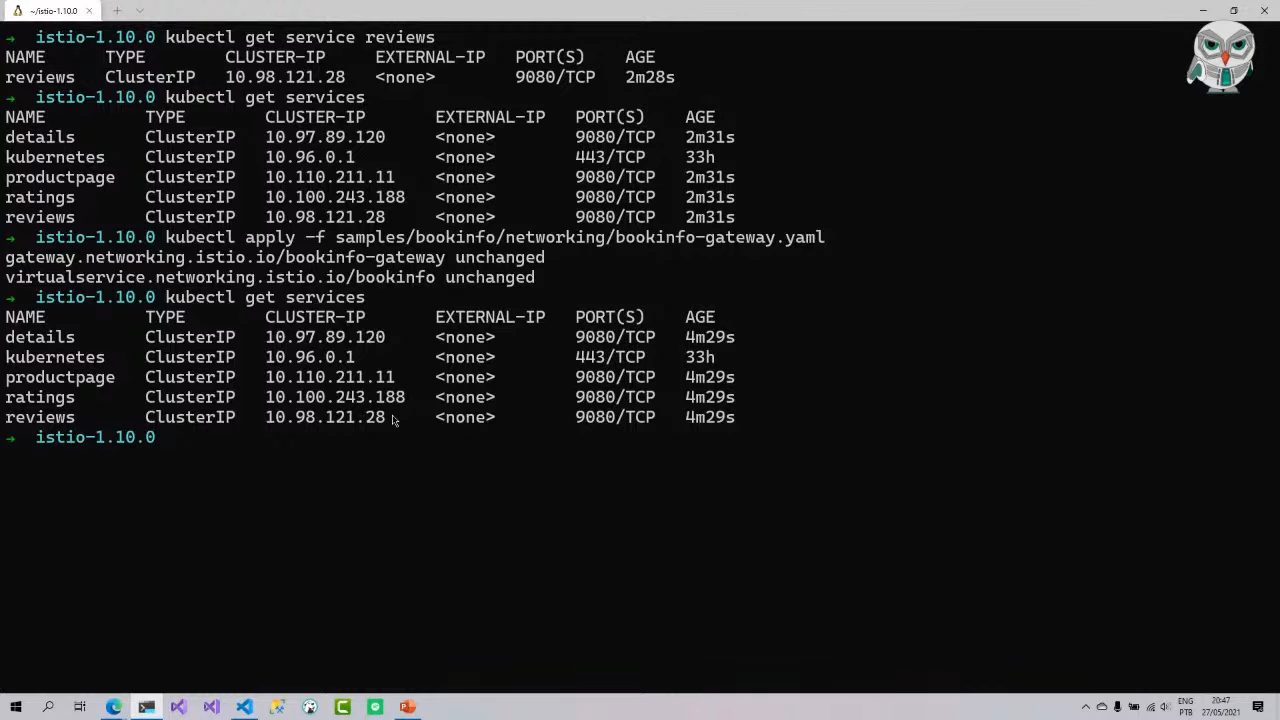 ~/istio-1.10.0
→ istio-1.10.0 kubectl get service reviews
NAME TYPE CLUSTER-IP EXTERNAL-IP PORT(S) AGE
reviews ClusterIP 10.98.121.28 <none> 9080/TCP 2m28s
→ istio-1.10.0 kubectl get services
NAME TYPE CLUSTER-IP EXTERNAL-IP PORT(S) AGE
details ClusterIP 10.97.89.120 <none> 9080/TCP 2m31s
kubernetes ClusterIP 10.96.0.1 <none> 443/TCP 33h
productpage ClusterIP 10.110.211.11 <none> 9080/TCP 2m31s
ratings ClusterIP 10.100.243.188 <none> 9080/TCP 2m31s
reviews ClusterIP 10.98.121.28 <none> 9080/TCP 2m31s
→ istio-1.10.0 kubectl apply -f samples/bookinfo/networking/bookinfo-gateway.yaml
gateway.networking.istio.io/bookinfo-gateway unchanged
virtualservice.networking.istio.io/bookinfo unchanged
→ istio-1.10.0 kubectl get services
NAME TYPE CLUSTER-IP EXTERNAL-IP PORT(S) AGE
details ClusterIP 10.97.89.120 <none> 9080/TCP 4m29s
kubernetes ClusterIP 10.96.0.1 <none> 443/TCP 33h
productpage ClusterIP 10.110.211.11 <none> 9080/TCP 4m29s
ratings ClusterIP 10.100.243.188 <none> 9080/TCP 4m29s
reviews ClusterIP 10.98.121.28 <none> 9080/TCP 4m29s
→ istio-1.10.0
ENG 20:47
PTB 27/05/2021